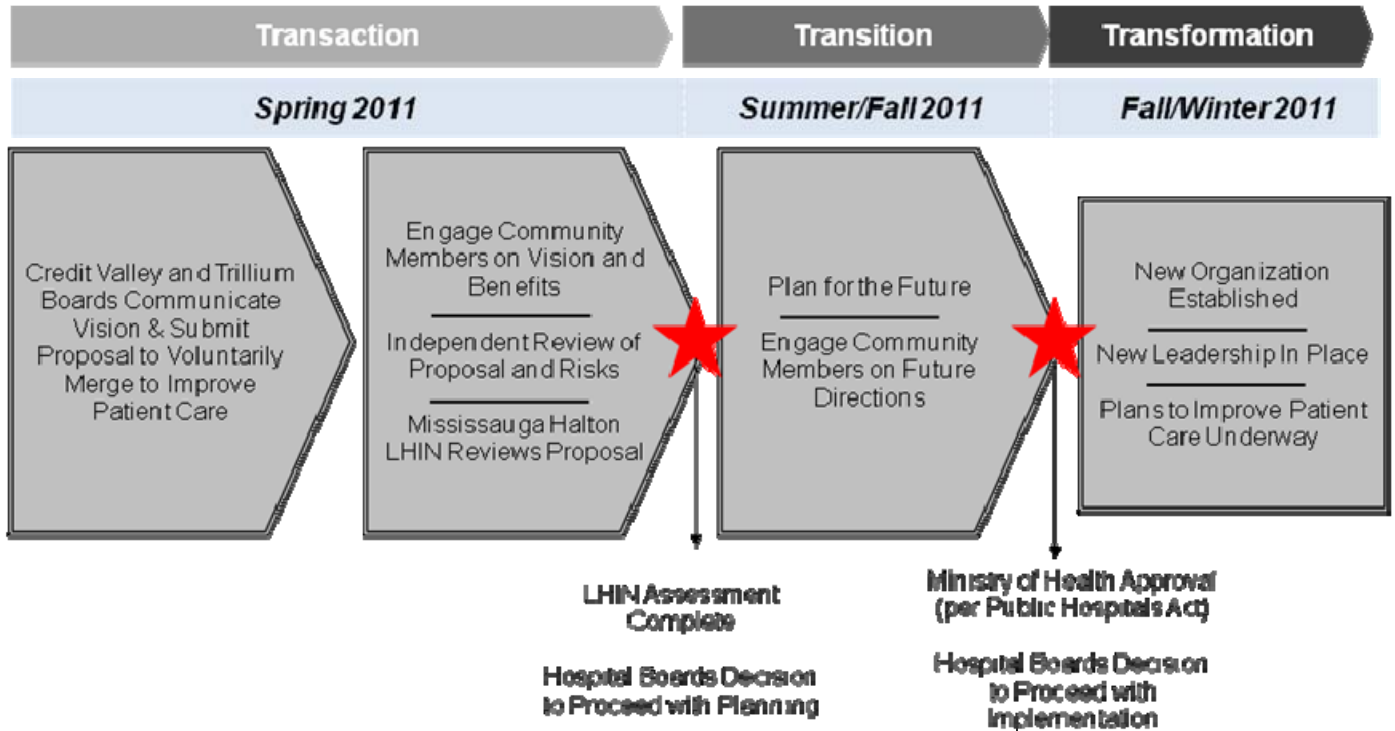 Transaction
Transition
Transformation
Spring 2011
Summer/Fall 2011
Fall/Winter 2011
Credit Valley and Trillium
Boards Communicate
Vision & Submit
Proposal to Voluntarily
Merge to Improve
Patient Care
Engage Community
Members on Vision and
Benefits
Independent Review of
Proposal and Risks
Mississauga Halton
LHIN Reviews Proposal
Plan for the Future
Engage Community
Members on Future
Directions
New Organization
Established
New Leadership In Place
Plans to Improve Patient
Care Underway
LHIN Assessment
Complete
Hospital Boards Decision
to Proceed with Planning
Ministry of Health Approval
(per Public Hospitals Act)
Hospital Boards Decision
to Proceed with
Implementation